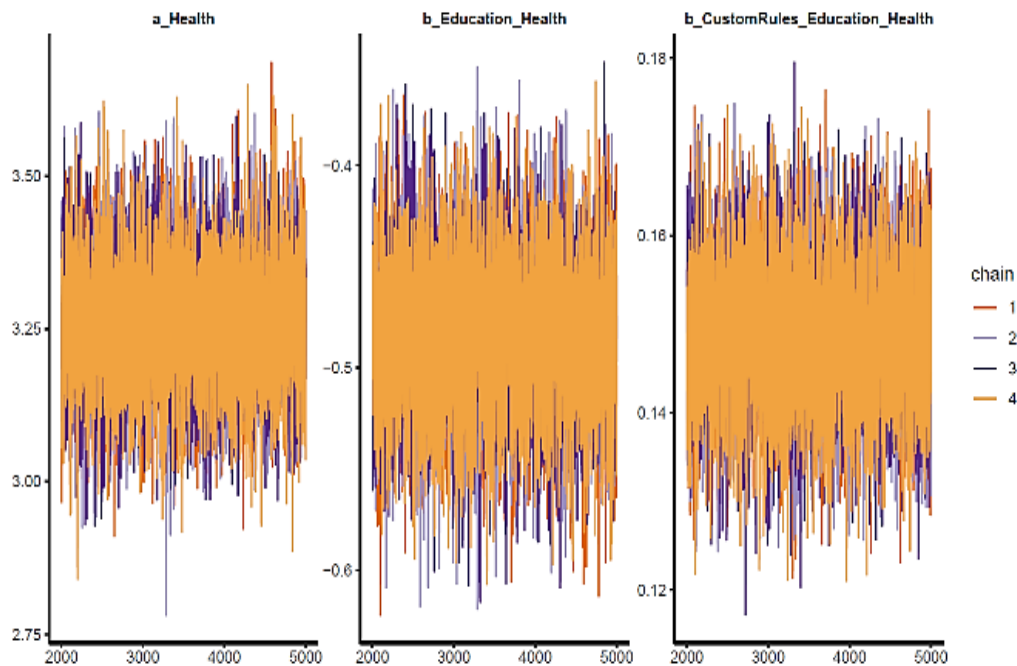 a_Health
b_Education_Health
b_CustomRules_Education_Health
3.50
3.25
3.00
2.75
−0.4
−0.5
−0.6
0.18
0.16
0.14
0.12
2000 3000 4000 5000
2000 3000 4000 5000
2000 3000 4000 5000
chain
1
2
3
4